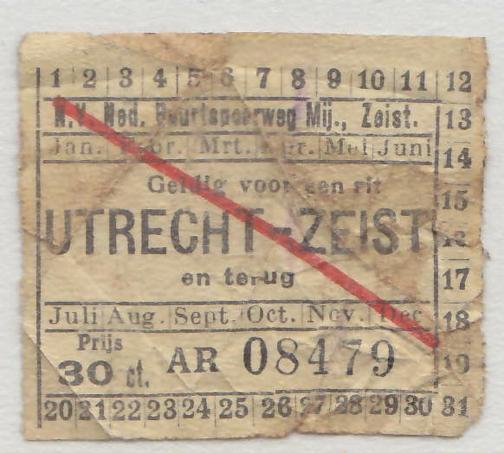 1 2 3 4 5 6 7 8 9 10 11 12
N.V. Ned. Buurtspoorweg Mij., Zeist. 13
Jan. Febr. Mrt. Apr. Mei Juni 14
Geldig voor een rit 15
UTRECHT-ZEIST 16
en terug 17
Juli Aug. Sept. Oct. Nov. Dec 18
Prijs
30 ct. AR 08479 19
20 21 22 23 24 25 26 27 28 29 30 31